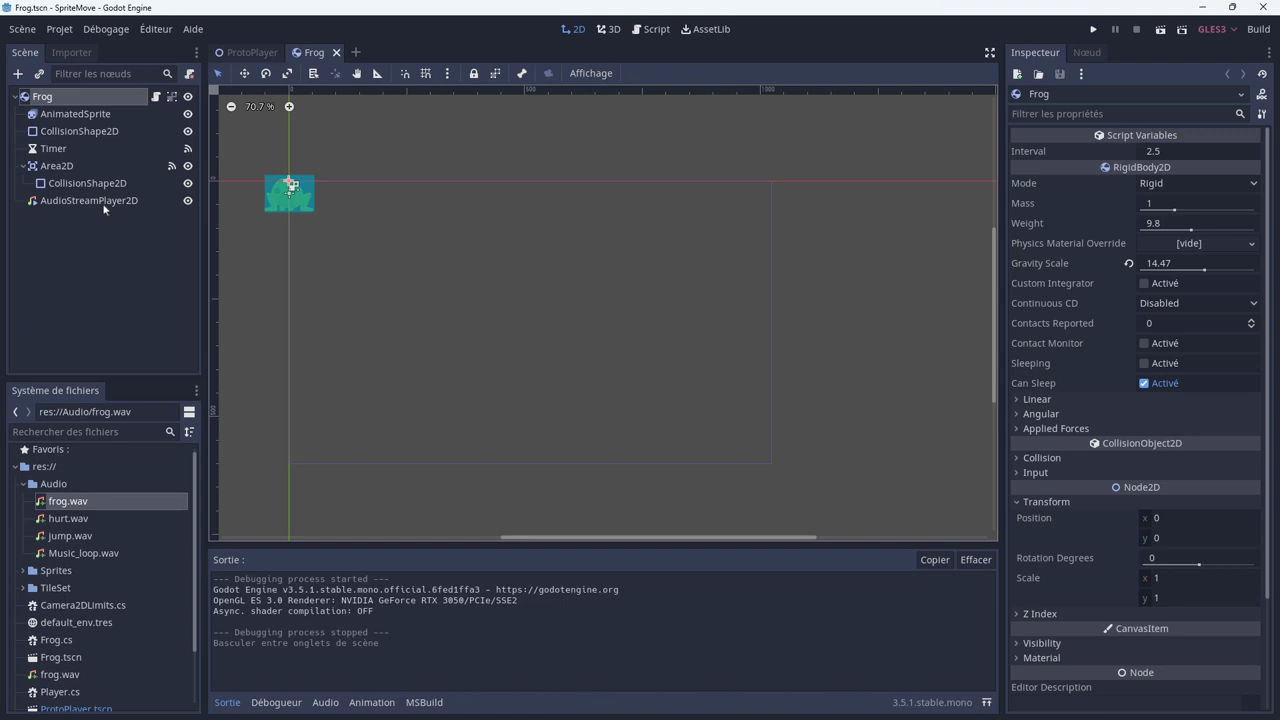 Frog.tscn - SpriteMove - Godot Engine
Scène Projet Débogage Éditeur Aide
2D 3D Script AssetLib
GLES3 Build
Scène Importer
Filtrer les nœuds
Frog
AnimatedSprite
CollisionShape2D
Timer
Area2D
CollisionShape2D
AudioStreamPlayer2D
Système de fichiers
res://Audio/frog.wav
Rechercher des fichiers
Favoris :
res://
Audio
frog.wav
hurt.wav
jump.wav
Music_loop.wav
Sprites
TileSet
Camera2DLimits.cs
default_env.tres
Frog.cs
Frog.tscn
frog.wav
Player.cs
ProtoPlayer.tscn
ProtoPlayer Frog
Affichage
0 500 1000
70.7 %
0
500
Sortie :
Copier Effacer
--- Debugging process started ---
Godot Engine v3.5.1.stable.mono.official.6fed1ffa3 - https://godotengine.org
OpenGL ES 3.0 Renderer: NVIDIA GeForce RTX 3050/PCIe/SSE2
Async. shader compilation: OFF
--- Debugging process stopped ---
Basculer entre onglets de scène
Sortie Débogueur Audio Animation MSBuild
3.5.1.stable.mono
Inspecteur Nœud
Frog
Filtrer les propriétés
Script Variables
Interval 2.5
RigidBody2D
Mode Rigid
Mass 1
Weight 9.8
Physics Material Override [vide]
Gravity Scale 14.47
Custom Integrator Activé
Continuous CD Disabled
Contacts Reported 0
Contact Monitor Activé
Sleeping Activé
Can Sleep Activé
Linear
Angular
Applied Forces
CollisionObject2D
Collision
Input
Node2D
Transform
Position x 0
y 0
Rotation Degrees 0
Scale x 1
y 1
Z Index
CanvasItem
Visibility
Material
Node
Editor Description